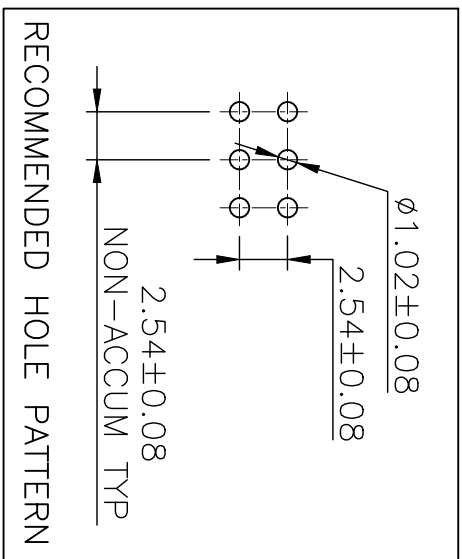 ø1.02±0.08
2.54±0.08
2.54±0.08
NON-ACCUM TYP
RECOMMENDED HOLE PATTERN